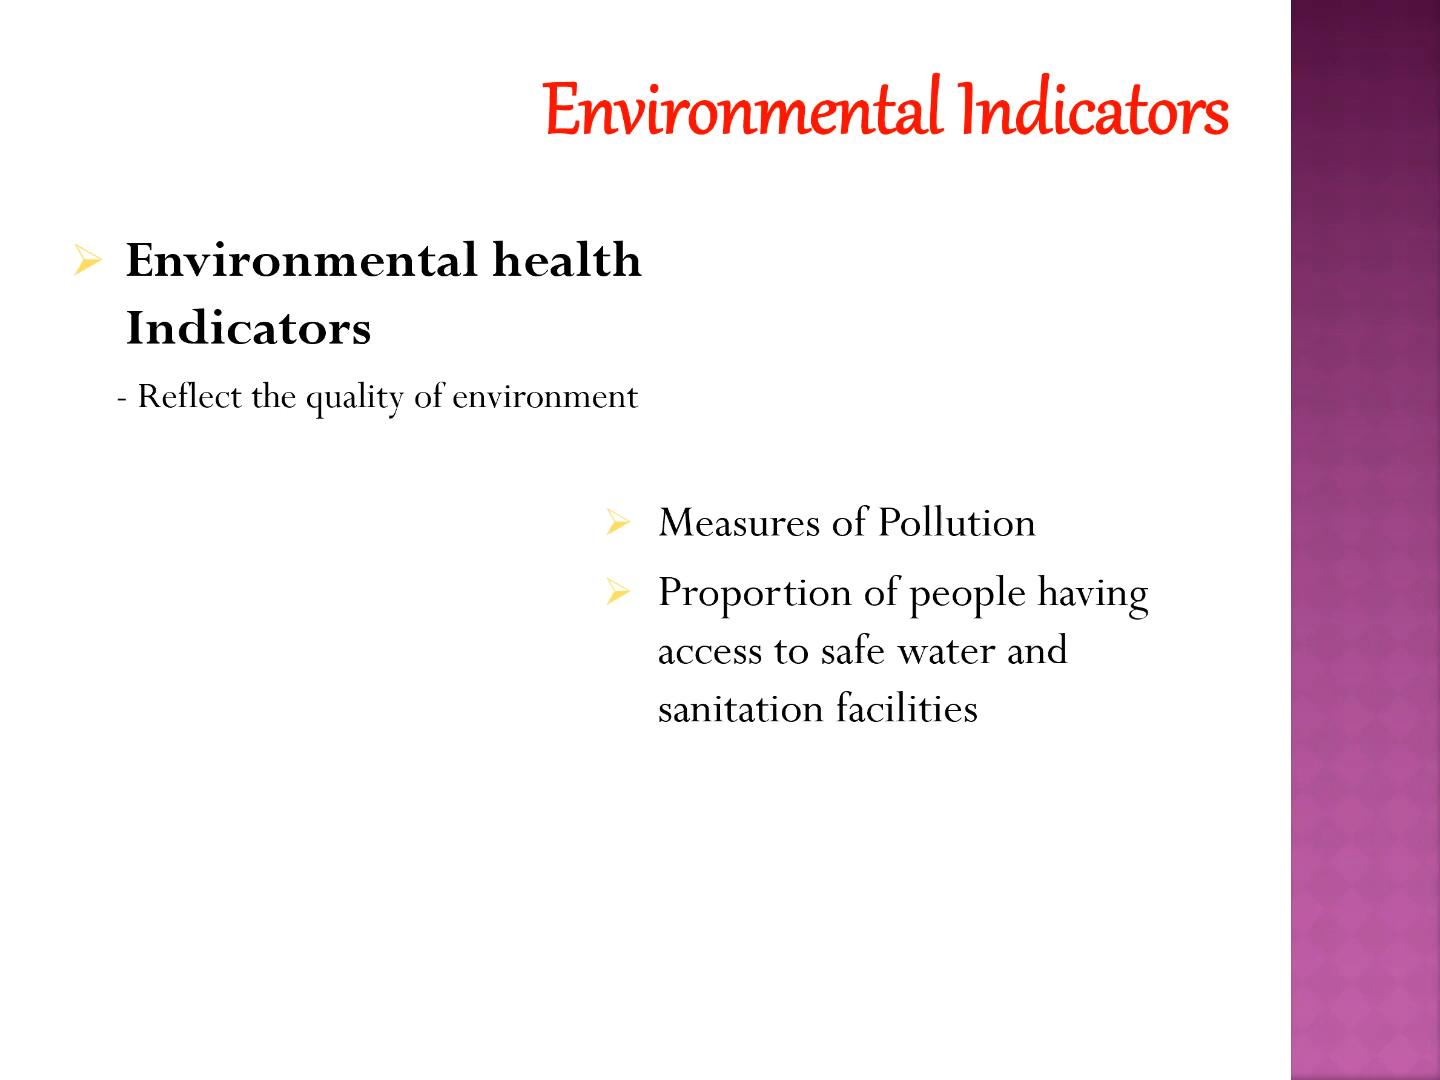 Environmental Indicators
Environmental health
Indicators
- Reflect the quality of environment
Measures of Pollution
Proportion of people having
access to safe water and
sanitation facilities